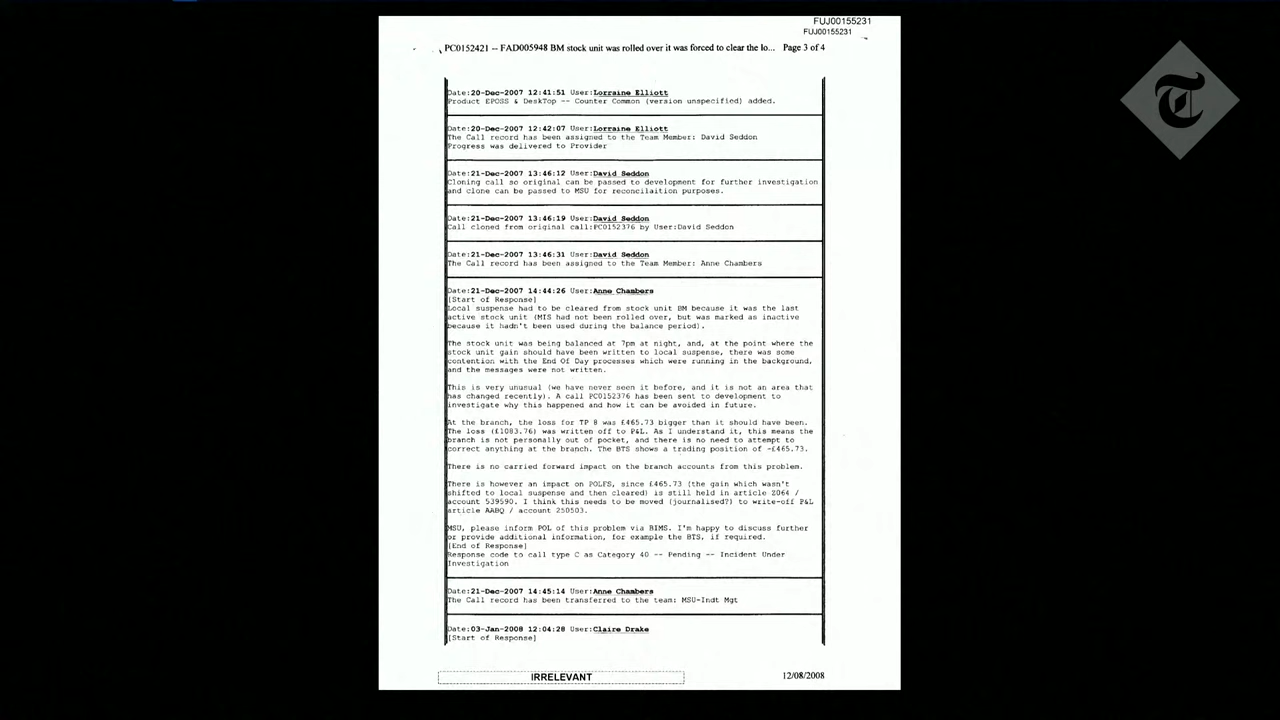 FUJ00155231
FUJ00155231
PC0152421 -- FAD005948 BM stock unit was rolled over it was forced to clear the lo... Page 3 of 4
Date:20-Dec-2007 12:41:51 User:Lorraine Elliott
Product EPOSS & DeskTop -- Counter Common (version unspecified) added.
Date:20-Dec-2007 12:42:07 User:Lorraine Elliott
The Call record has been assigned to the Team Member: David Seddon
Progress was delivered to Provider
Date:21-Dec-2007 13:46:12 User:David Seddon
Cloning call so original can be passed to development for further investigation
and clone can be passed to MSU for reconcilaition purposes.
Date:21-Dec-2007 13:46:19 User:David Seddon
Call cloned from original call:PC0152376 by User:David Seddon
Date:21-Dec-2007 13:46:31 User:David Seddon
The Call record has been assigned to the Team Member: Anne Chambers
Date:21-Dec-2007 14:44:26 User:Anne Chambers
[Start of Response]
Local suspense had to be cleared from stock unit BM because it was the last
active stock unit (MIS had not been rolled over, but was marked as inactive
because it hadn't been used during the balance period).
The stock unit was being balanced at 7pm at night, and, at the point where the
stock unit gain should have been written to local suspense, there was some
contention with the End Of Day processes which were running in the background,
and the messages were not written.
This is very unusual (we have never seen it before, and it is not an area that
has changed recently). A call PC0152376 has been sent to development to
investigate why this happened and how it can be avoided in future.
At the branch, the loss for TP 8 was £465.73 bigger than it should have been.
The loss (£1083.76) was written off to P&L. As I understand it, this means the
branch is not personally out of pocket, and there is no need to attempt to
correct anything at the branch. The BTS shows a trading position of -£465.73.
There is no carried forward impact on the branch accounts from this problem.
There is however an impact on POLFS, since £465.73 (the gain which wasn't
shifted to local suspense and then cleared) is still held in article 2064 /
account 539590. I think this needs to be moved (journalised?) to write-off P&L
article AABQ / account 250503.
MSU, please inform POL of this problem via BIMS. I'm happy to discuss further
or provide additional information, for example the BTS, if required.
[End of Response]
Response code to call type C as Category 40 -- Pending -- Incident Under
Investigation
Date:21-Dec-2007 14:45:14 User:Anne Chambers
The Call record has been transferred to the team: MSU-Indt Mgt
Date:03-Jan-2008 12:04:28 User:Claire Drake
[Start of Response]
IRRELEVANT
12/08/2008
T